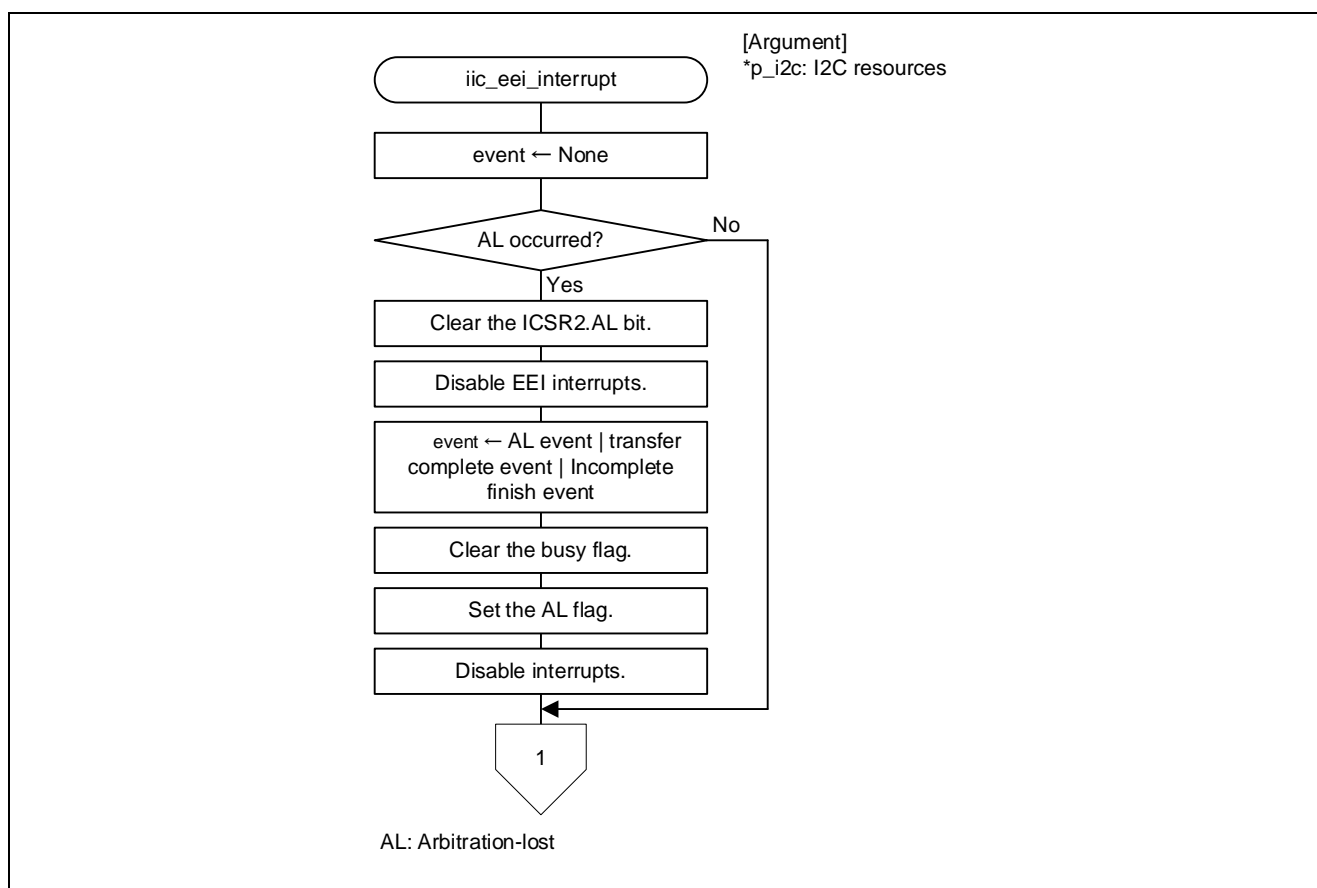 [Argument]
*p_i2c: I2C resources
iic_eei_interrupt
event ← None
AL occurred?
No
Yes
Clear the ICSR2.AL bit.
Disable EEI interrupts.
event ← AL event | transfer
complete event | Incomplete
finish event
Clear the busy flag.
Set the AL flag.
Disable interrupts.
1
AL: Arbitration-lost